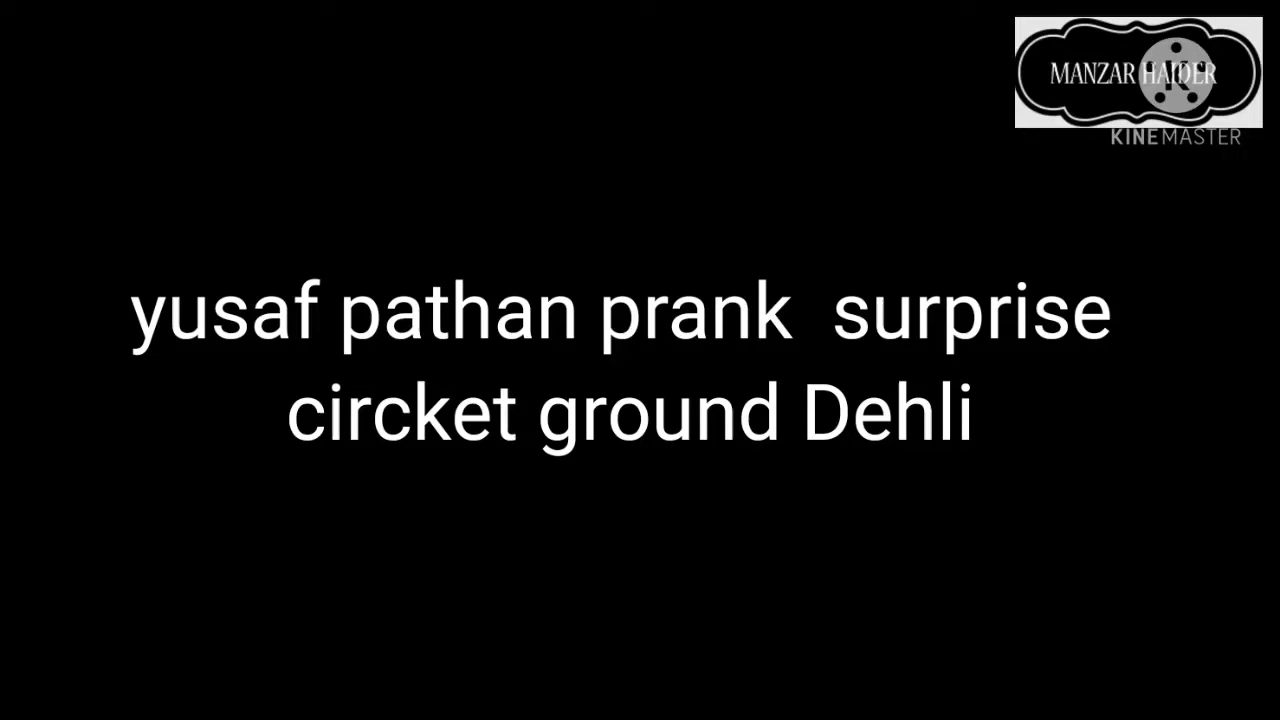 MANZAR HAIDER
KINEMASTER
yusaf pathan prank  surprise
circket ground Dehli